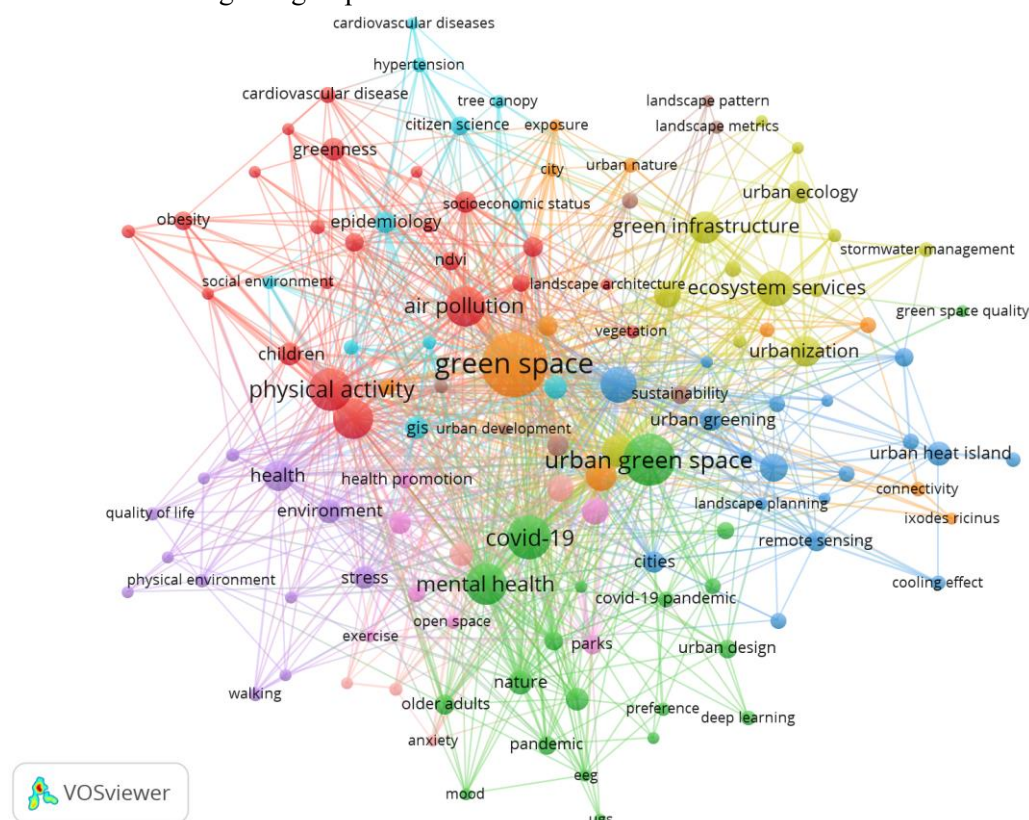 cardiovascular diseases
hypertension
cardiovascular disease
tree canopy
landscape pattern
citizen science
exposure
landscape metrics
greenness
city
urban nature
urban ecology
obesity
epidemiology
socioeconomic status
green infrastructure
stormwater management
ndvi
social environment
landscape architecture
ecosystem services
air pollution
green space quality
vegetation
children
green space
urbanization
physical activity
sustainability
gis
urban development
urban greening
health
health promotion
urban green space
urban heat island
connectivity
quality of life
environment
landscape planning
ixodes ricinus
covid-19
remote sensing
physical environment
stress
mental health
cities
cooling effect
covid-19 pandemic
open space
exercise
parks
urban design
walking
nature
older adults
preference
deep learning
anxiety
pandemic
eeg
mood
ugs
VOSviewer